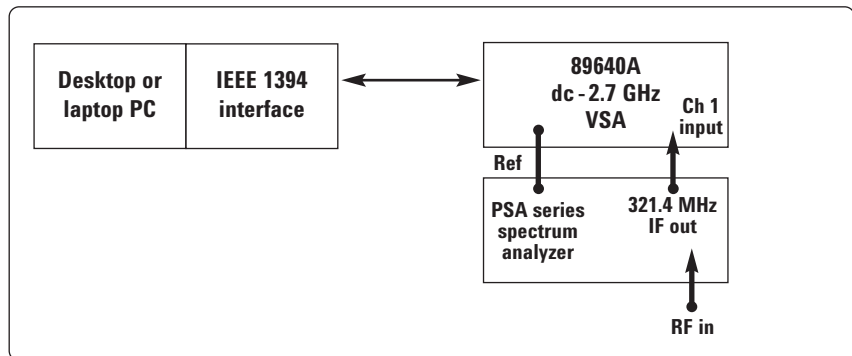 Desktop or
laptop PC
IEEE 1394
interface
89640A
dc - 2.7 GHz
VSA
Ch 1
input
Ref
PSA series
spectrum
analyzer
321.4 MHz
IF out
RF in